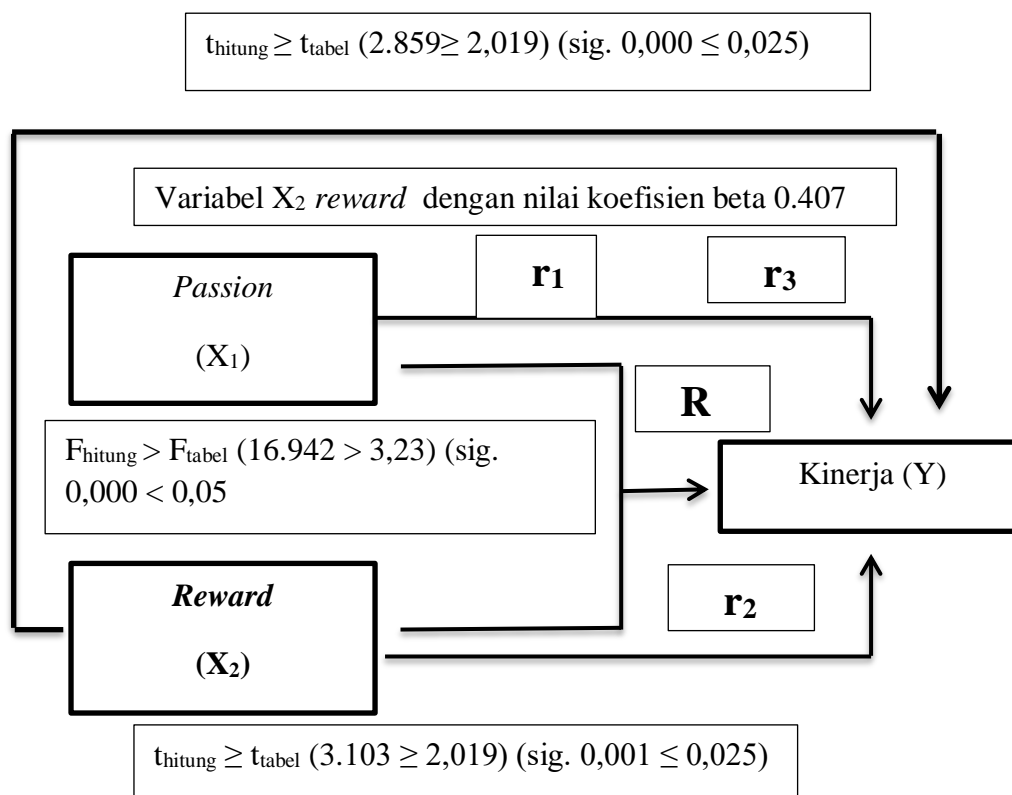 thitung ≥ ttabel (2.859≥ 2,019) (sig. 0,000 ≤ 0,025)
Variabel X2 reward dengan nilai koefisien beta 0.407
Passion
(X1)
r1
r3
R
Fhitung > Ftabel (16.942 > 3,23) (sig.
0,000 < 0,05
Kinerja (Y)
Reward
(X2)
r2
thitung ≥ ttabel (3.103 ≥ 2,019) (sig. 0,001 ≤ 0,025)